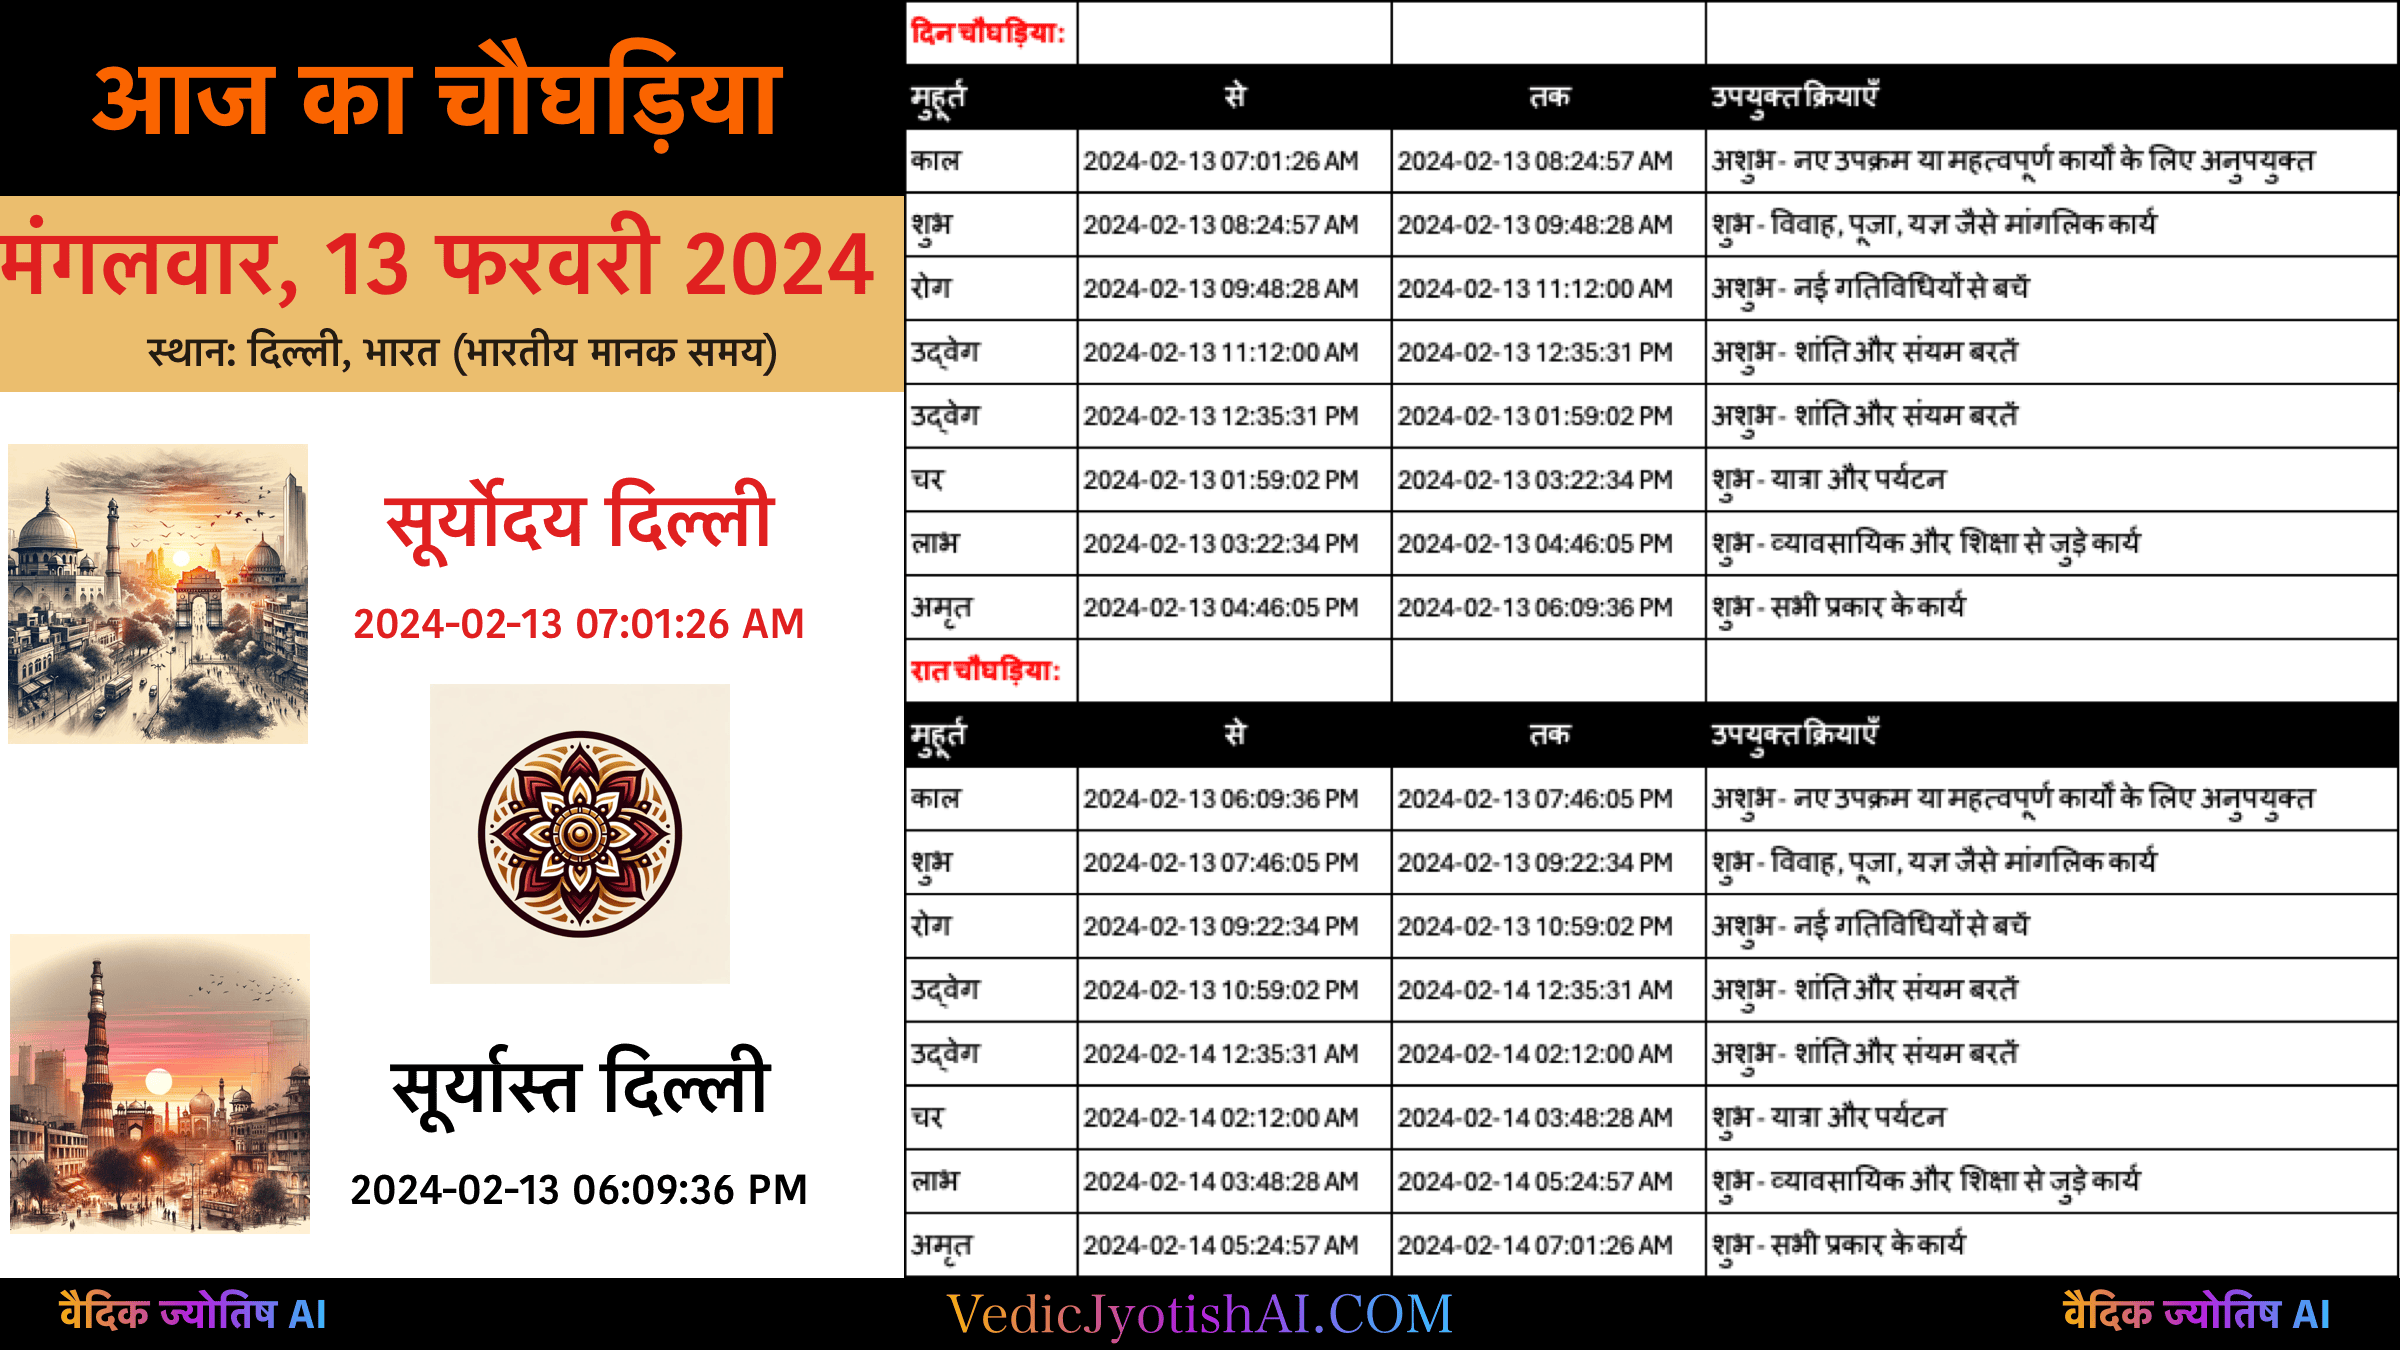 आज का चौघड़िया
मंगलवार, 13 फरवरी 2024
स्थान: दिल्ली, भारत (भारतीय मानक समय)
सूर्योदय दिल्ली
2024-02-13 07:01:26 AM
सूर्यास्त दिल्ली
2024-02-13 06:09:36 PM
दिन चौघड़िया:
मुहूर्त से तक उपयुक्त क्रियाएँ
काल 2024-02-13 07:01:26 AM 2024-02-13 08:24:57 AM अशुभ - नए उपक्रम या महत्वपूर्ण कार्यों के लिए अनुपयुक्त
शुभ 2024-02-13 08:24:57 AM 2024-02-13 09:48:28 AM शुभ - विवाह, पूजा, यज्ञ जैसे मांगलिक कार्य
रोग 2024-02-13 09:48:28 AM 2024-02-13 11:12:00 AM अशुभ - नई गतिविधियों से बचें
उद्वेग 2024-02-13 11:12:00 AM 2024-02-13 12:35:31 PM अशुभ - शांति और संयम बरतें
उद्वेग 2024-02-13 12:35:31 PM 2024-02-13 01:59:02 PM अशुभ - शांति और संयम बरतें
चर 2024-02-13 01:59:02 PM 2024-02-13 03:22:34 PM शुभ - यात्रा और पर्यटन
लाभ 2024-02-13 03:22:34 PM 2024-02-13 04:46:05 PM शुभ - व्यावसायिक और शिक्षा से जुड़े कार्य
अमृत 2024-02-13 04:46:05 PM 2024-02-13 06:09:36 PM शुभ - सभी प्रकार के कार्य
रात चौघड़िया:
मुहूर्त से तक उपयुक्त क्रियाएँ
काल 2024-02-13 06:09:36 PM 2024-02-13 07:46:05 PM अशुभ - नए उपक्रम या महत्वपूर्ण कार्यों के लिए अनुपयुक्त
शुभ 2024-02-13 07:46:05 PM 2024-02-13 09:22:34 PM शुभ - विवाह, पूजा, यज्ञ जैसे मांगलिक कार्य
रोग 2024-02-13 09:22:34 PM 2024-02-13 10:59:02 PM अशुभ - नई गतिविधियों से बचें
उद्वेग 2024-02-13 10:59:02 PM 2024-02-14 12:35:31 AM अशुभ - शांति और संयम बरतें
उद्वेग 2024-02-14 12:35:31 AM 2024-02-14 02:12:00 AM अशुभ - शांति और संयम बरतें
चर 2024-02-14 02:12:00 AM 2024-02-14 03:48:28 AM शुभ - यात्रा और पर्यटन
लाभ 2024-02-14 03:48:28 AM 2024-02-14 05:24:57 AM शुभ - व्यावसायिक और शिक्षा से जुड़े कार्य
अमृत 2024-02-14 05:24:57 AM 2024-02-14 07:01:26 AM शुभ - सभी प्रकार के कार्य
वैदिक ज्योतिष AI VedicJyotishAI.COM वैदिक ज्योतिष AI